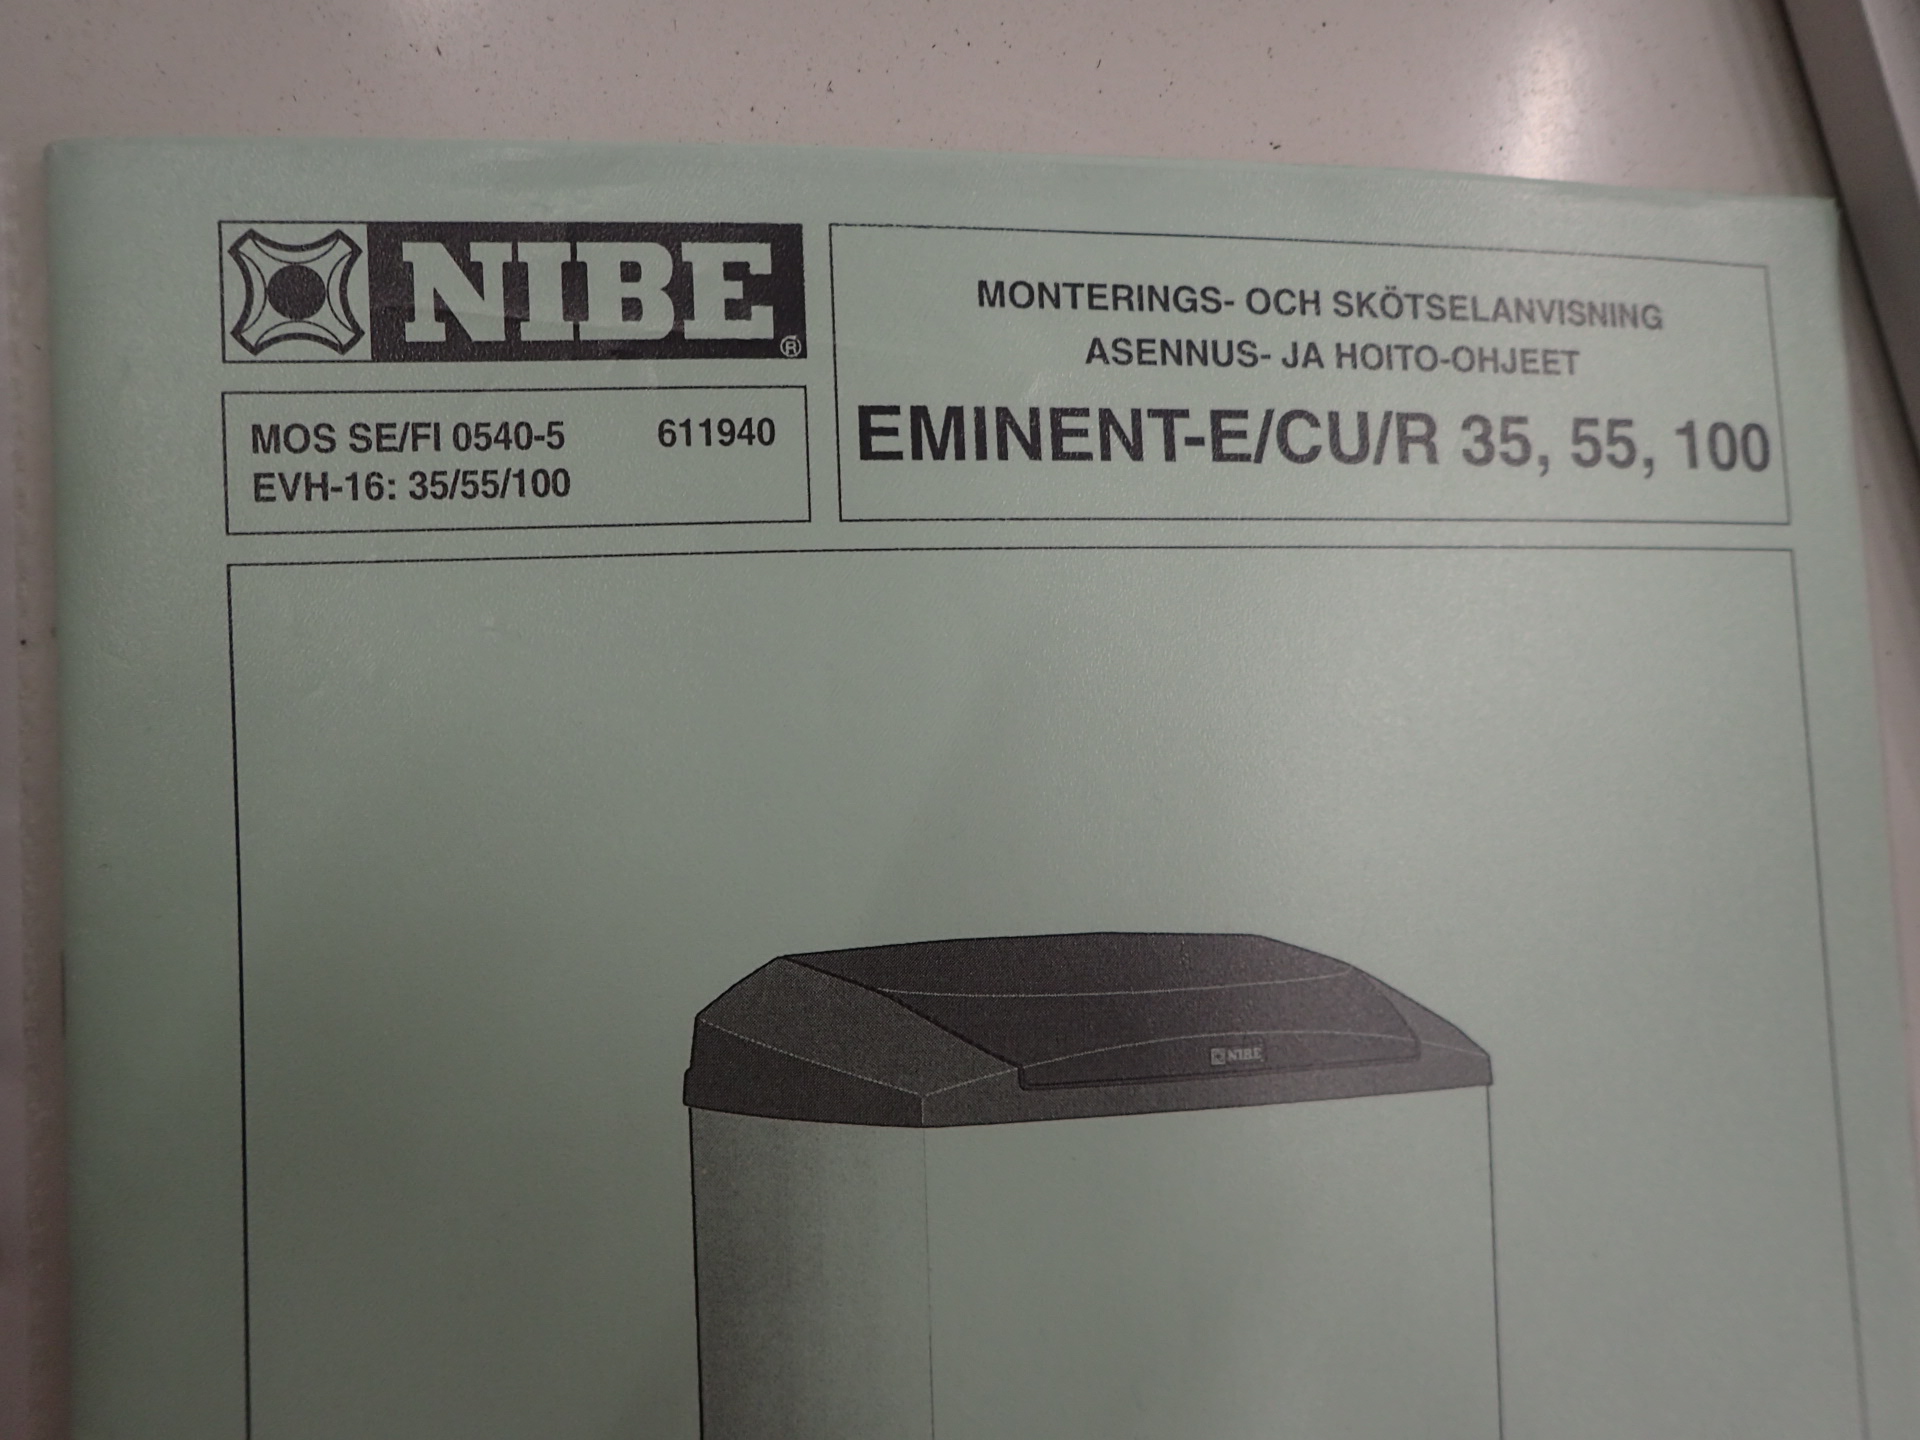 NIBE®
MOS SE/FI 0540-5 611940
EVH-16: 35/55/100
MONTERINGS- OCH SKÖTSELANVISNING
ASENNUS- JA HOITO-OHJEET
EMINENT-E/CU/R 35, 55, 100
NIBE